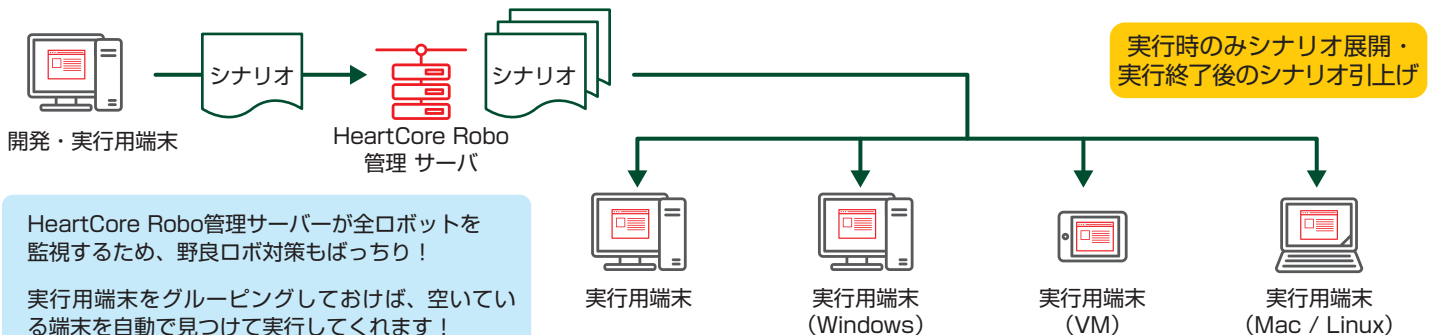 シナリオ
シナリオ
実行時のみシナリオ展開・
実行終了後のシナリオ引上げ
開発・実行用端末
HeartCore Robo
管理 サーバ
HeartCore Robo管理サーバーが全ロボットを
監視するため、野良ロボ対策もばっちり！
実行用端末をグルーピングしておけば、空いてい
る端末を自動で見つけて実行してくれます！
実行用端末
実行用端末
（Windows）
実行用端末
（VM）
実行用端末
（Mac / Linux）